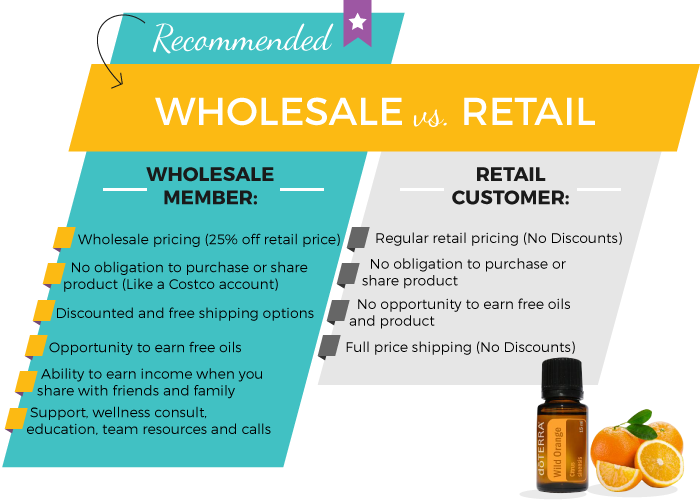 Recommended
WHOLESALE vs. RETAIL
WHOLESALE
MEMBER:
Wholesale pricing (25% off retail price)
No obligation to purchase or share
product (Like a Costco account)
Discounted and free shipping options
Opportunity to earn free oils
Ability to earn income when you
share with friends and family
Support, wellness consult,
education, team resources and calls
RETAIL
CUSTOMER:
Regular retail pricing (No Discounts)
No obligation to purchase or
share product
No opportunity to earn free oils
and product
Full price shipping (No Discounts)
dōTERRA
Wild Orange
Citrus sinensis
15 mL